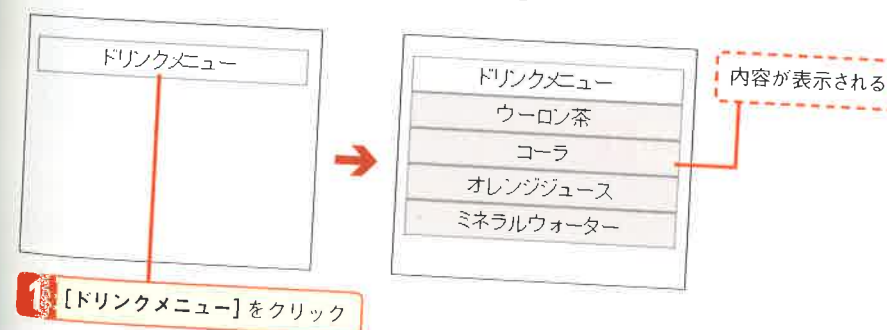 ドリンクメニュー
1 [ドリンクメニュー]をクリック
ドリンクメニュー
ウーロン茶
コーラ
オレンジジュース
ミネラルウォーター
内容が表示される